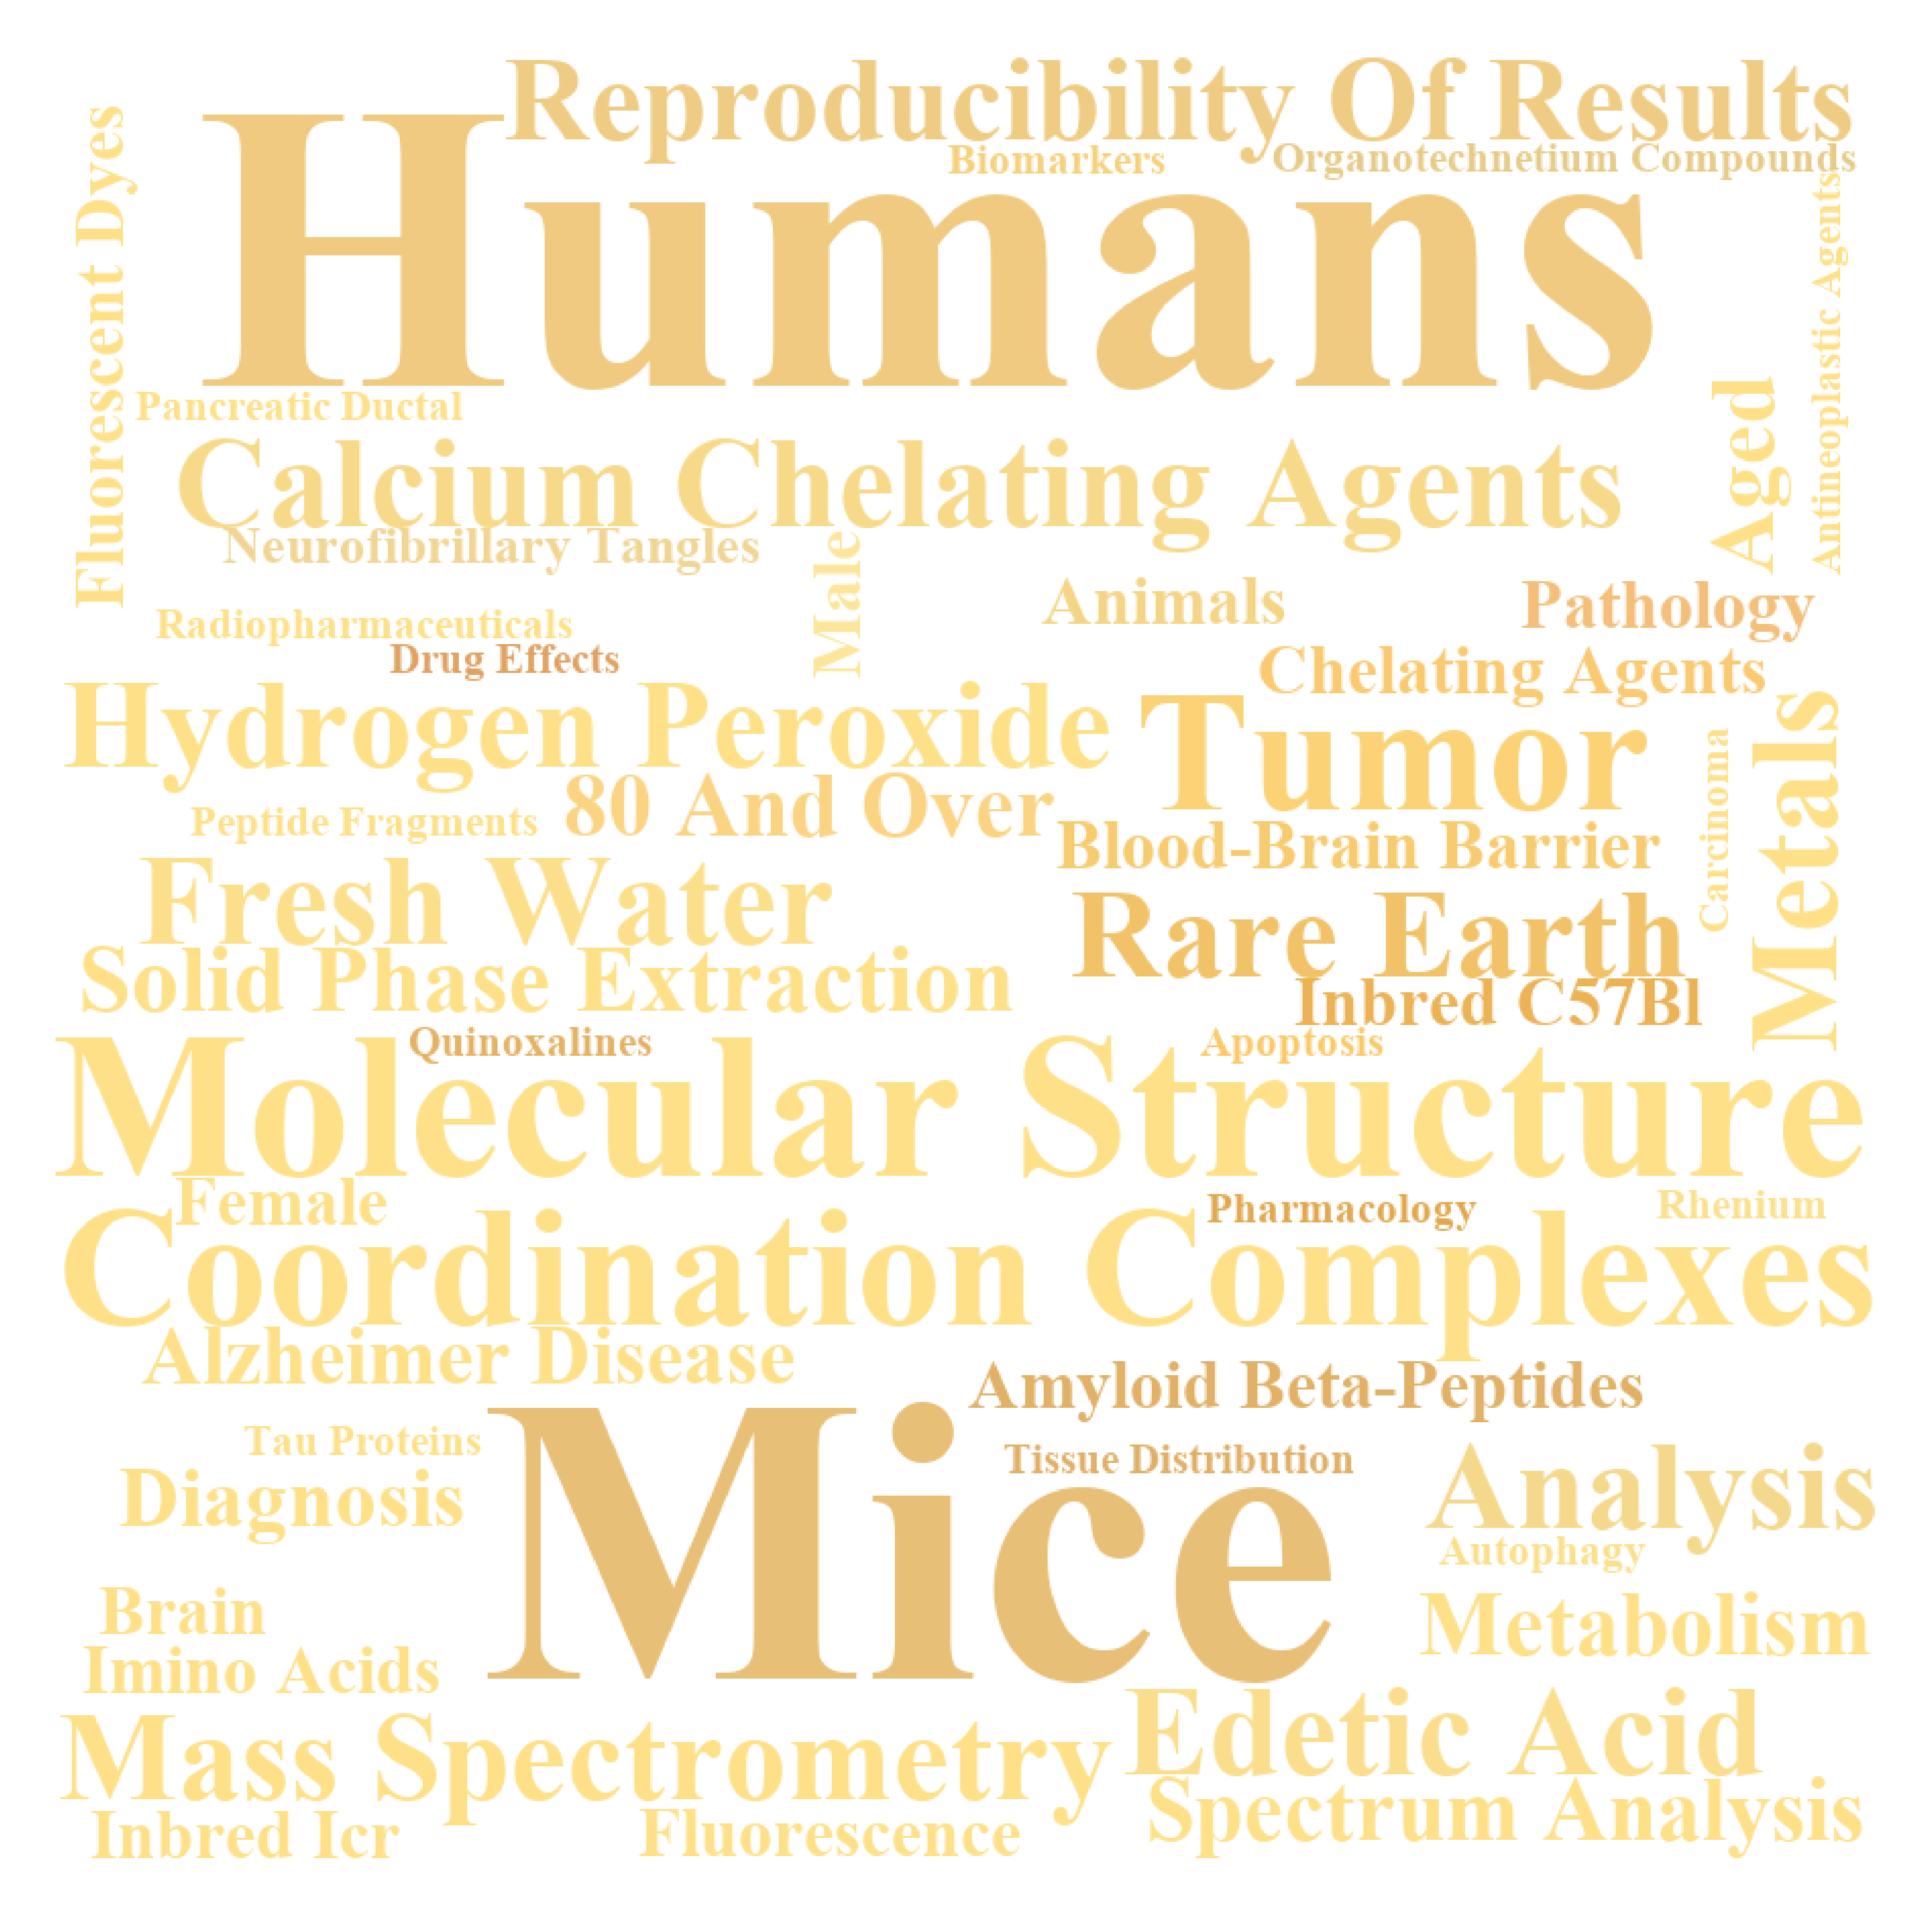 Reproducibility Of Results
Biomarkers
Organotechnetium Compounds
Humans
Fluorescent Dyes
Antineoplastic Agents
Pancreatic Ductal
Aged
Calcium Chelating Agents
Neurofibrillary Tangles
Male
Animals
Pathology
Radiopharmaceuticals
Drug Effects
Chelating Agents
Hydrogen Peroxide
Tumor
Metals
Carcinoma
Peptide Fragments
80 And Over
Blood-Brain Barrier
Fresh Water
Rare Earth
Solid Phase Extraction
Inbred C57Bl
Quinoxalines
Apoptosis
Molecular Structure
Female
Pharmacology
Rhenium
Coordination Complexes
Alzheimer Disease
Amyloid Beta-Peptides
Tau Proteins
Tissue Distribution
Mice
Diagnosis
Analysis
Autophagy
Brain
Metabolism
Imino Acids
Mass Spectrometry
Edetic Acid
Spectrum Analysis
Inbred Icr
Fluorescence